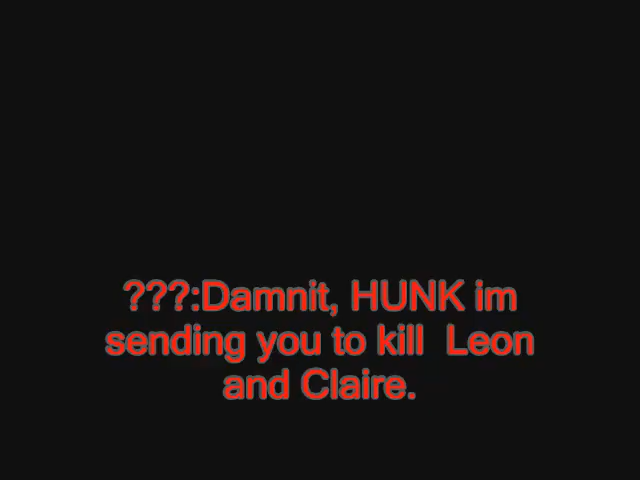 ???:Damnit, HUNK im
sending you to kill  Leon
and Claire.